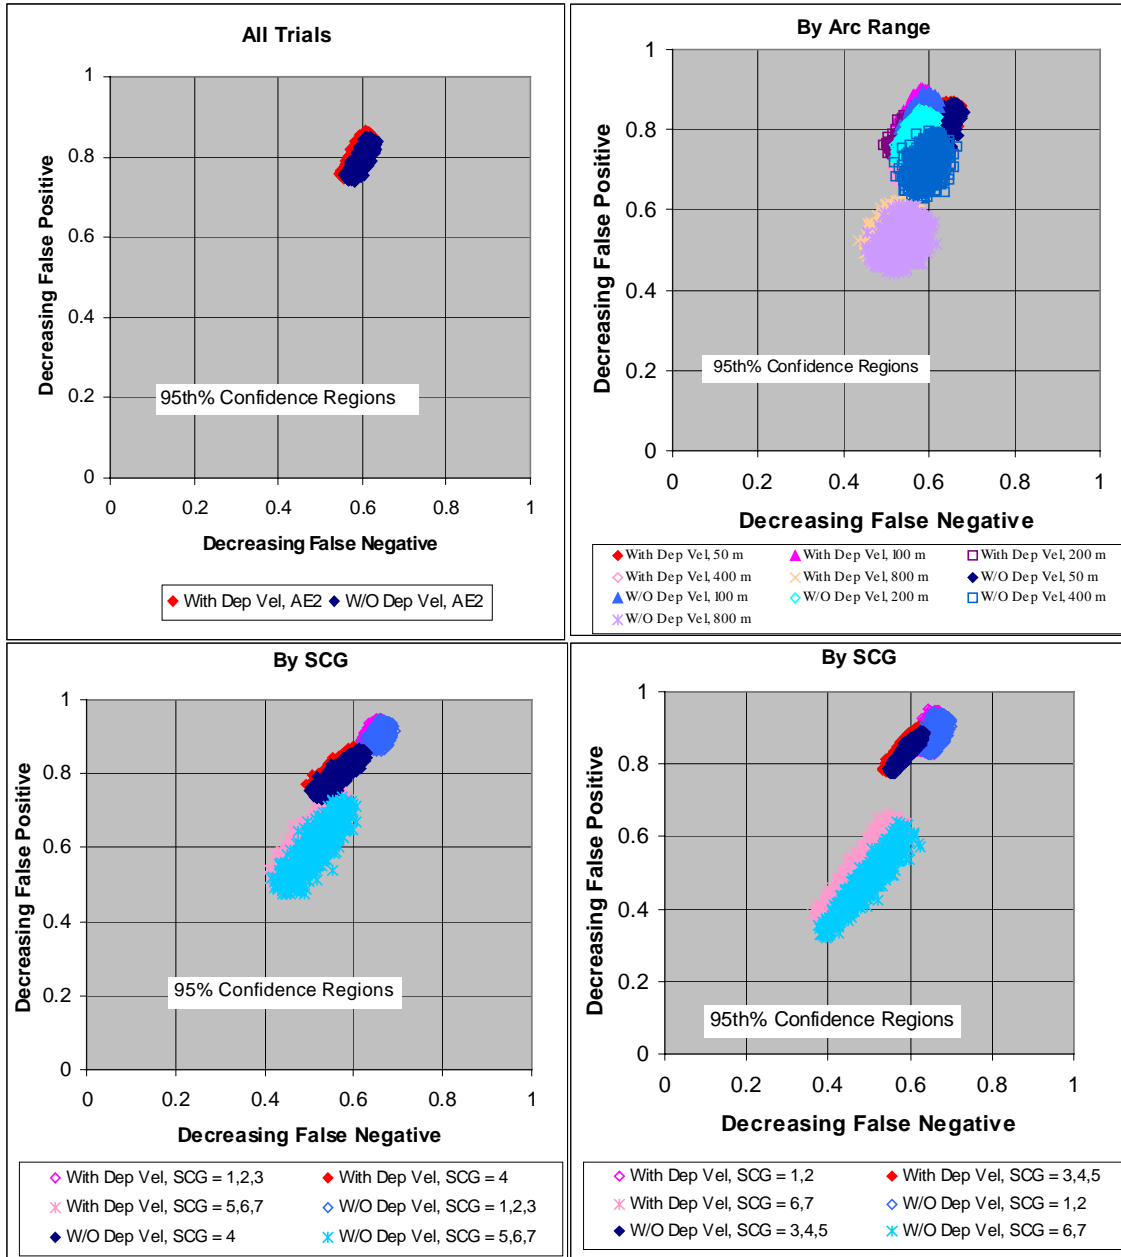 All Trials
Decreasing False Positive
1
0.8
0.6
0.4
0.2
0
95th% Confidence Regions
0 0.2 0.4 0.6 0.8 1
Decreasing False Negative
With Dep Vel, AE2 W/O Dep Vel, AE2
By Arc Range
Decreasing False Positive
1
0.8
0.6
0.4
0.2
0
95th% Confidence Regions
0 0.2 0.4 0.6 0.8 1
Decreasing False Negative
With Dep Vel, 50 m With Dep Vel, 100 m With Dep Vel, 200 m
With Dep Vel, 400 m With Dep Vel, 800 m W/O Dep Vel, 50 m
W/O Dep Vel, 100 m W/O Dep Vel, 200 m W/O Dep Vel, 400 m
W/O Dep Vel, 800 m
By SCG
Decreasing False Positive
1
0.8
0.6
0.4
0.2
0
95% Confidence Regions
0 0.2 0.4 0.6 0.8 1
Decreasing False Negative
With Dep Vel, SCG = 1,2,3 With Dep Vel, SCG = 4
With Dep Vel, SCG = 5,6,7 W/O Dep Vel, SCG = 1,2,3
W/O Dep Vel, SCG = 4 W/O Dep Vel, SCG = 5,6,7
By SCG
Decreasing False Positive
1
0.8
0.6
0.4
0.2
0
95th% Confidence Regions
0 0.2 0.4 0.6 0.8 1
Decreasing False Negative
With Dep Vel, SCG = 1,2 With Dep Vel, SCG = 3,4,5
With Dep Vel, SCG = 6,7 W/O Dep Vel, SCG = 1,2
W/O Dep Vel, SCG = 3,4,5 W/O Dep Vel, SCG = 6,7